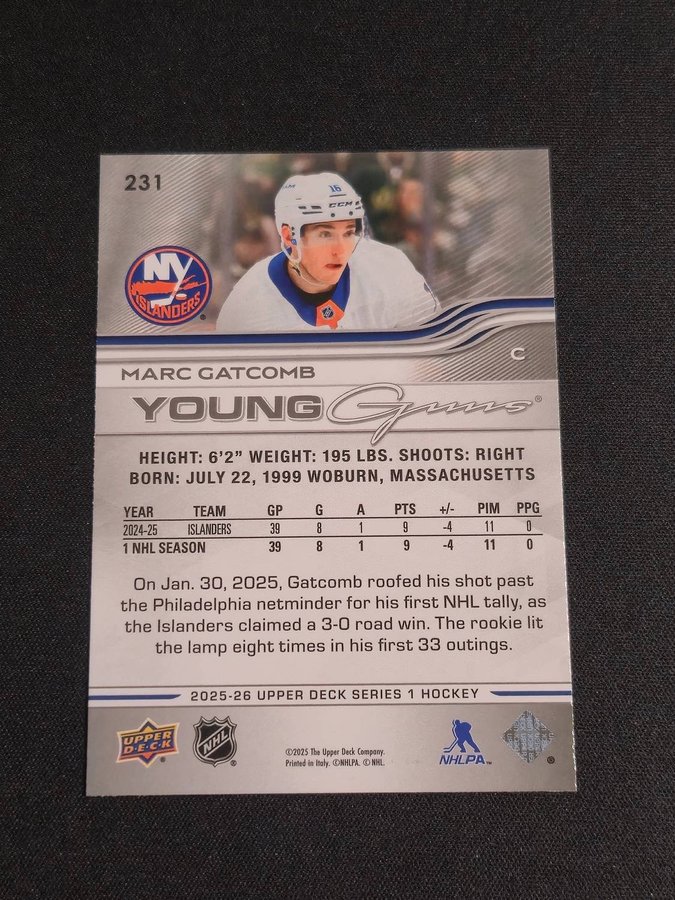 231
16
CCM
NY
ISLANDERS
®
C
MARC GATCOMB
YOUNG Guns®
HEIGHT: 6'2" WEIGHT: 195 LBS. SHOOTS: RIGHT
BORN: JULY 22, 1999 WOBURN, MASSACHUSETTS
YEAR TEAM GP G A PTS +/- PIM PPG
2024-25 ISLANDERS 39 8 1 9 -4 11 0
1 NHL SEASON 39 8 1 9 -4 11 0
On Jan. 30, 2025, Gatcomb roofed his shot past
the Philadelphia netminder for his first NHL tally, as
the Islanders claimed a 3-0 road win. The rookie lit
the lamp eight times in his first 33 outings.
2025-26 UPPER DECK SERIES 1 HOCKEY
UPPER
DECK
®
NHL
®
©2025 The Upper Deck Company.
Printed in Italy. ©NHLPA. © NHL.
NHLPA™
®